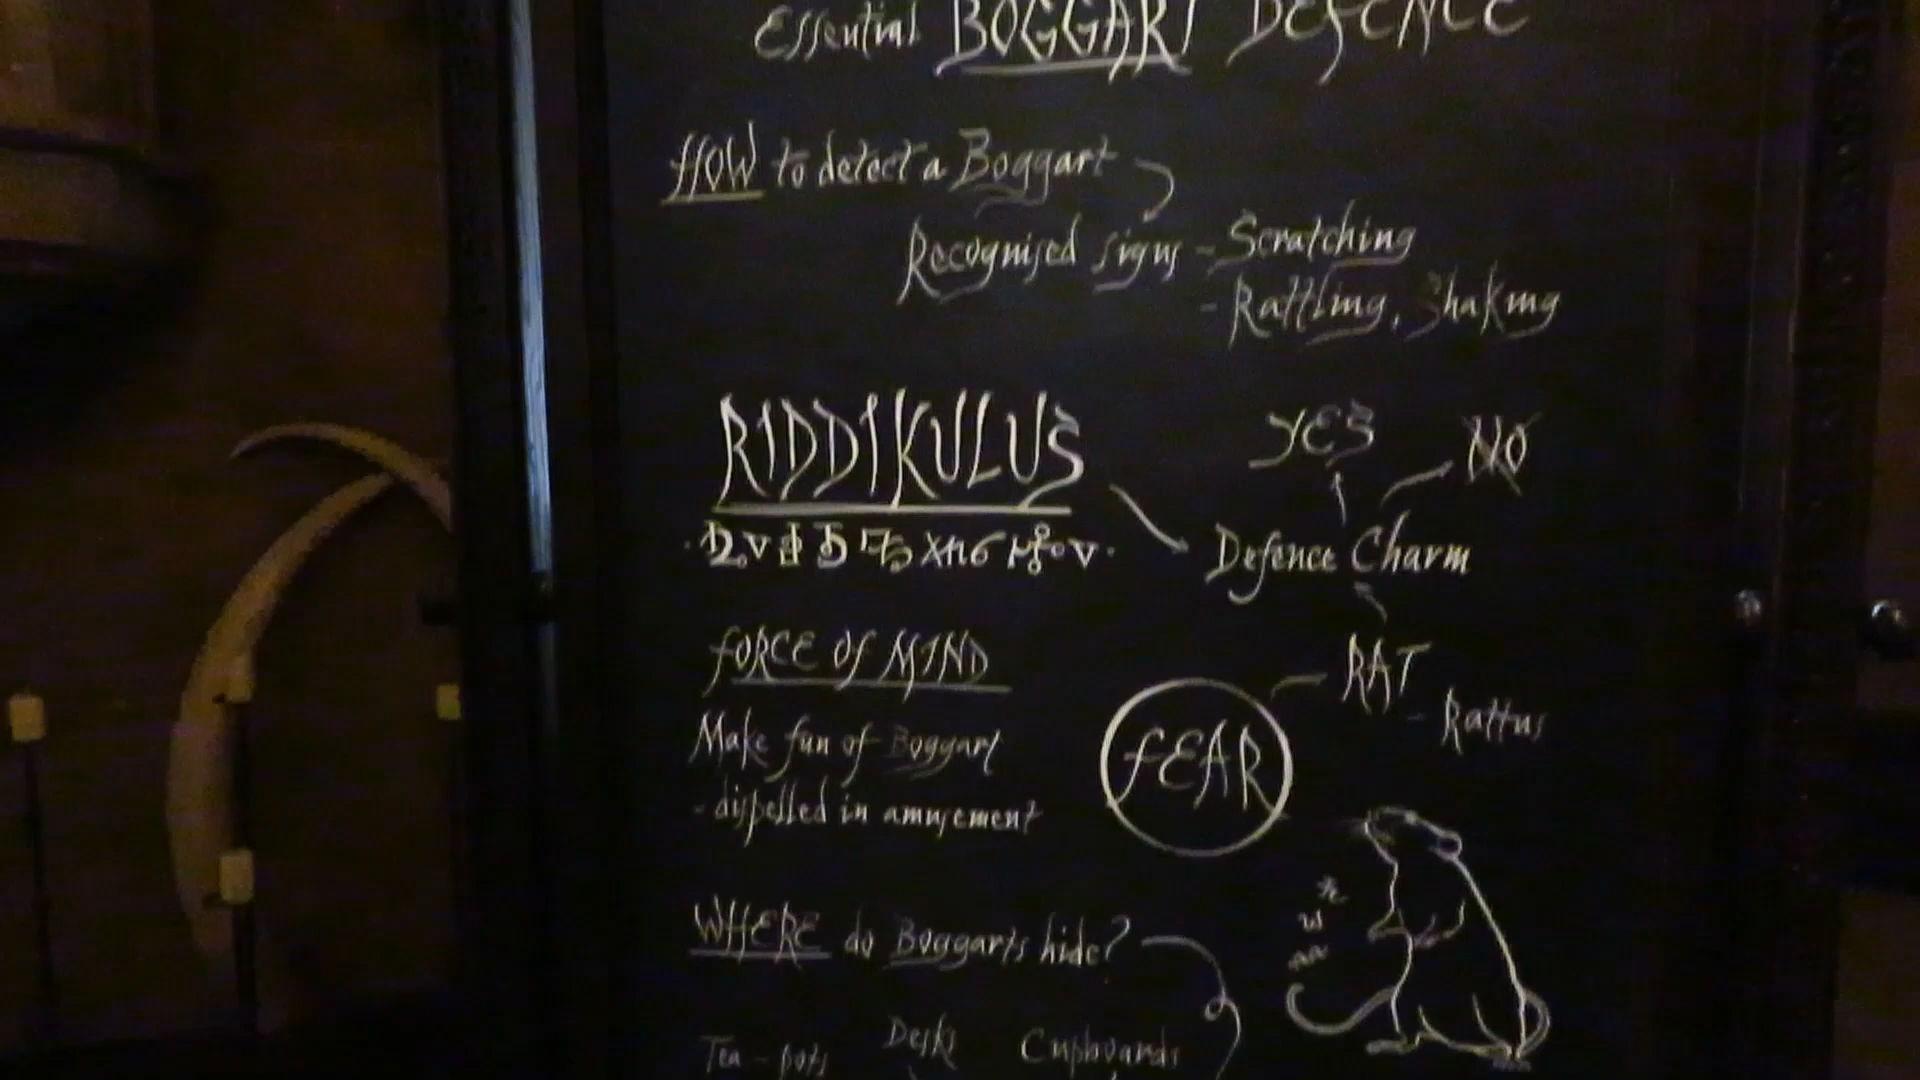 Essential BOGGART DEFENCE
HOW to detect a Boggart
Recognised signs - Scratching
- Rattling, Shaking
RIDDIKULUS
YES NO
Defence Charm
FORCE OF MIND
RAT
- Rattus
Make fun of Boggart
FEAR
- dispelled in amusement
WHERE do Boggarts hide?
Tea-pots Desks Cupboards